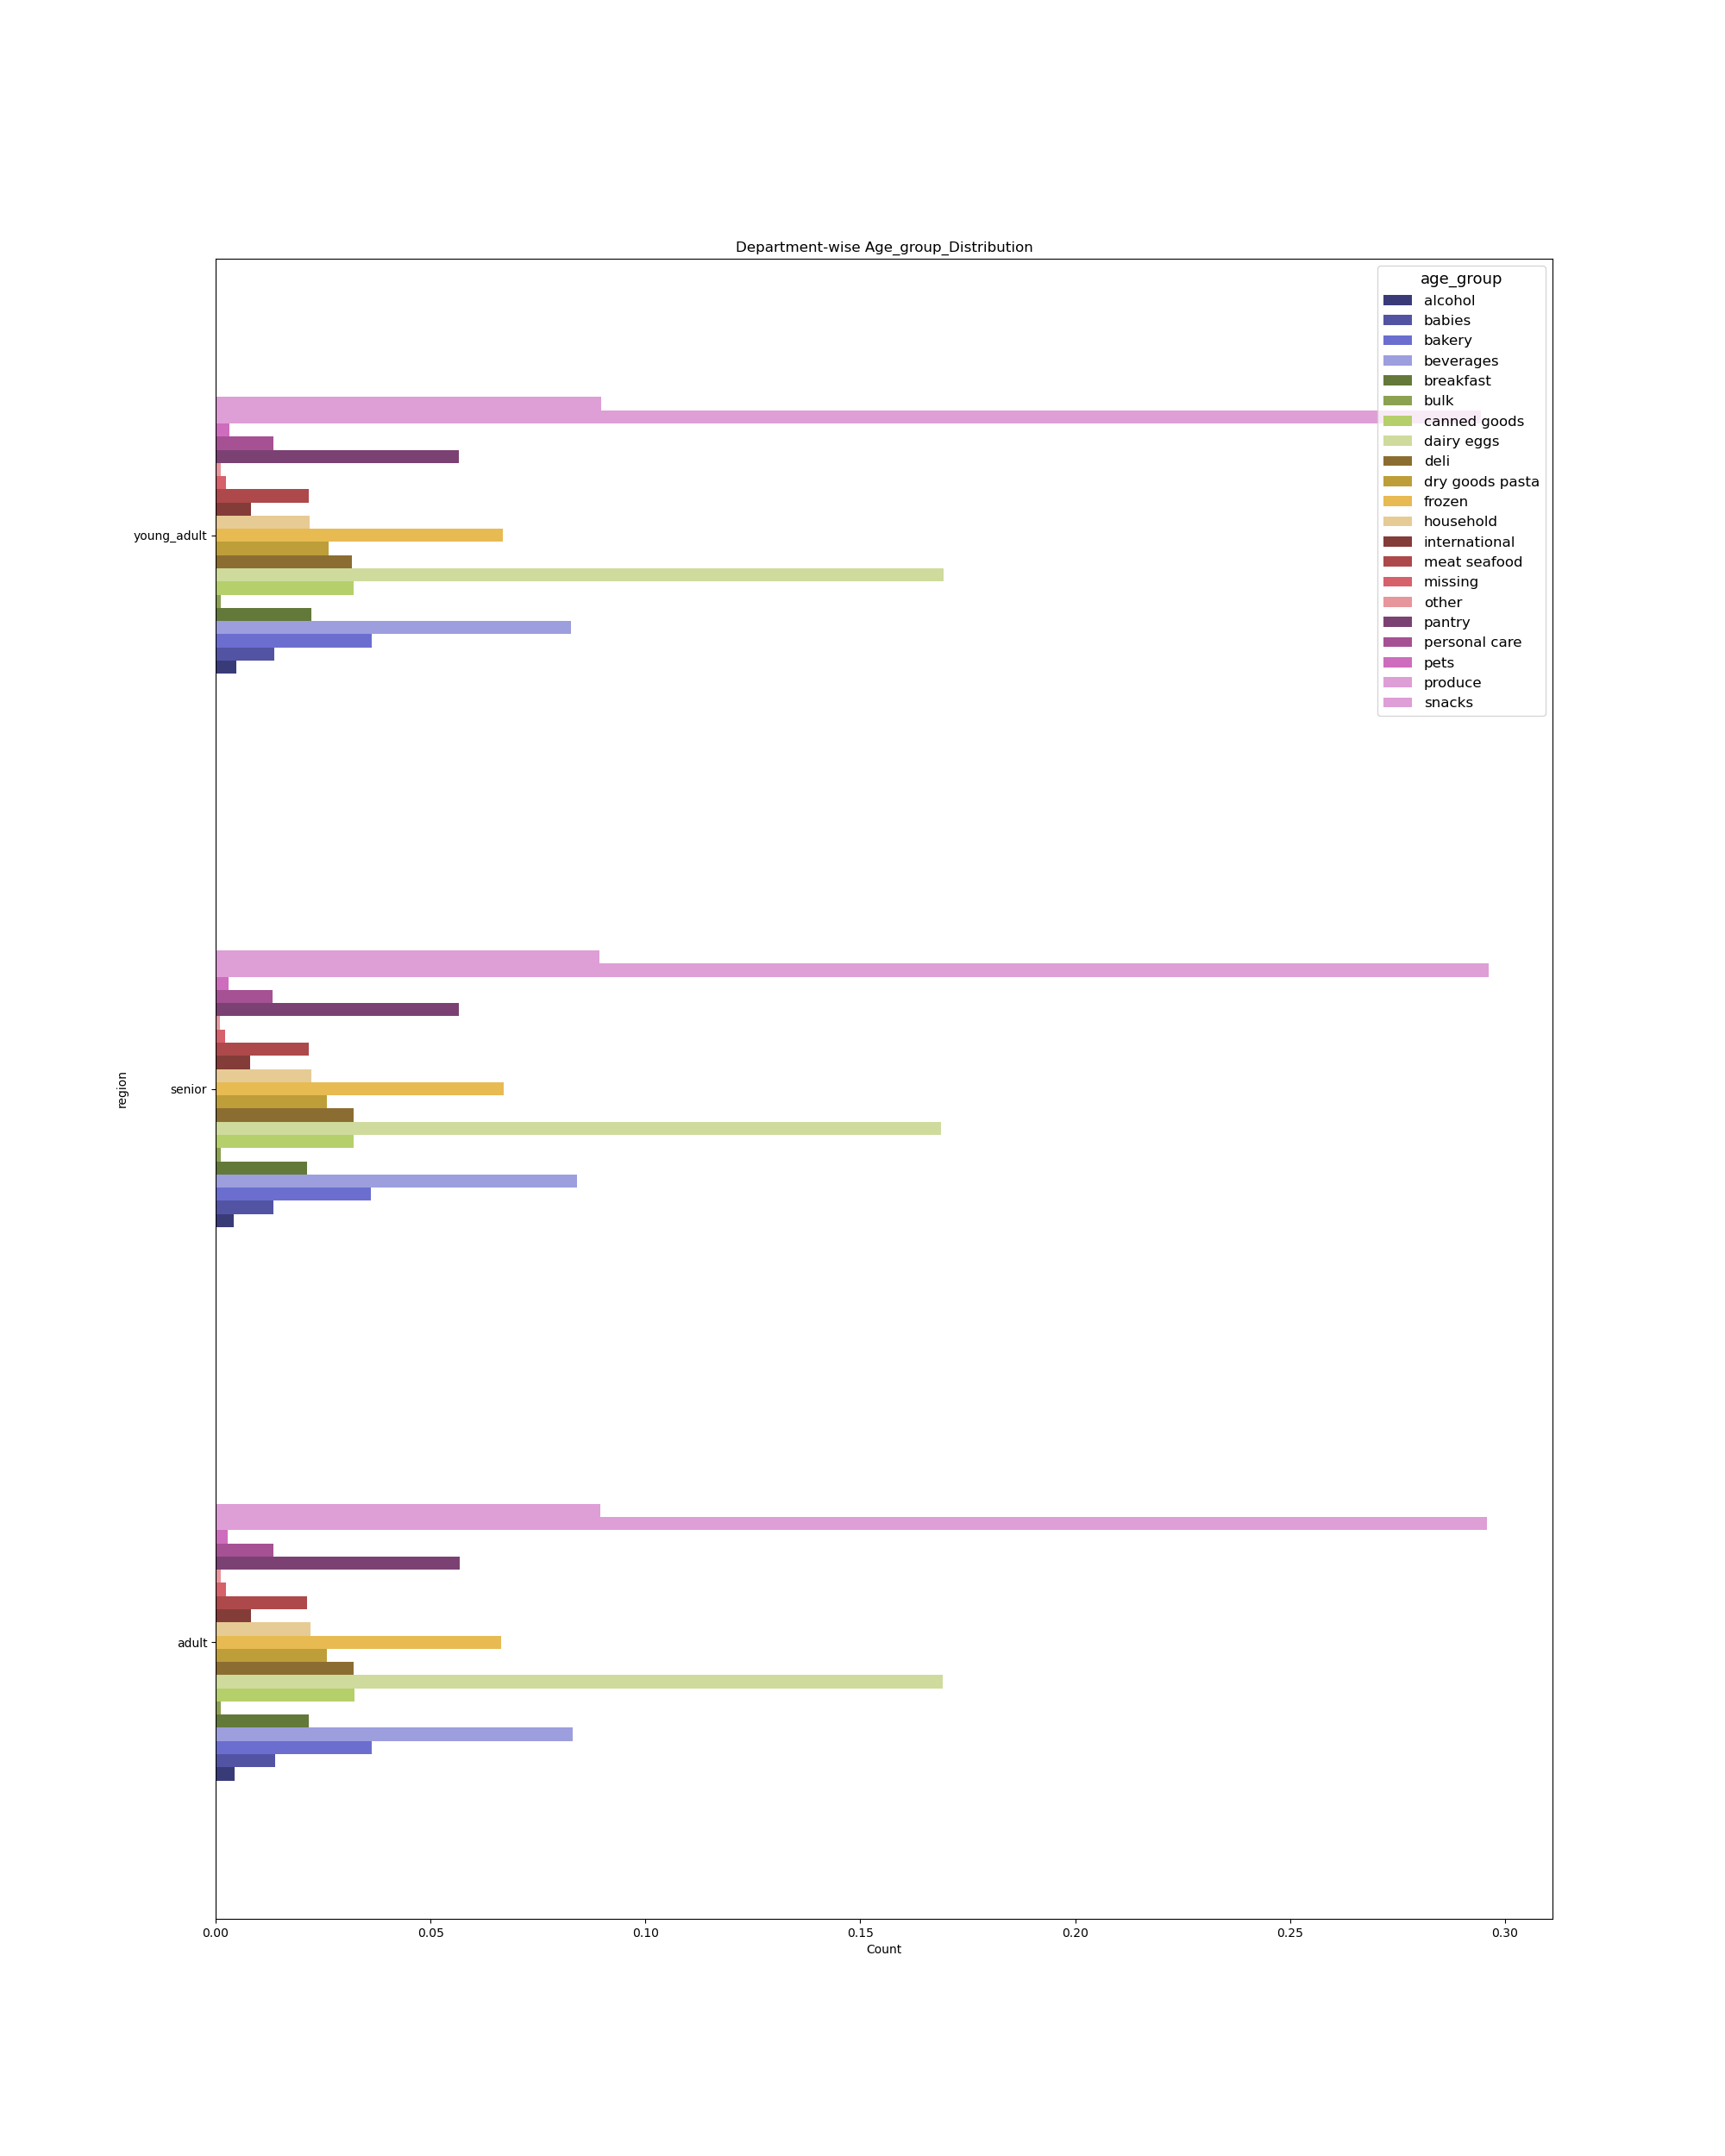 Department-wise Age_group_Distribution
age_group
alcohol
babies
bakery
beverages
breakfast
bulk
canned goods
dairy eggs
deli
dry goods pasta
frozen
household
international
meat seafood
missing
other
pantry
personal care
pets
produce
snacks
young_adult
region
senior
adult
0.00 0.05 0.10 0.15 0.20 0.25 0.30
Count